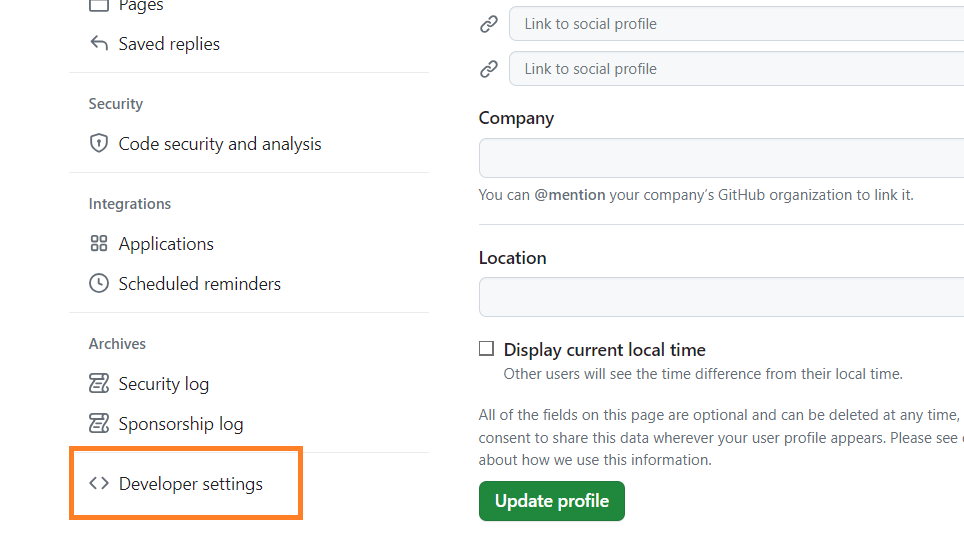 Pages
Saved replies
Security
Code security and analysis
Integrations
Applications
Scheduled reminders
Archives
Security log
Sponsorship log
Developer settings
Link to social profile
Link to social profile
Company
You can @mention your company’s GitHub organization to link it.
Location
Display current local time
Other users will see the time difference from their local time.
All of the fields on this page are optional and can be deleted at any time,
consent to share this data wherever your user profile appears. Please see
about how we use this information.
Update profile